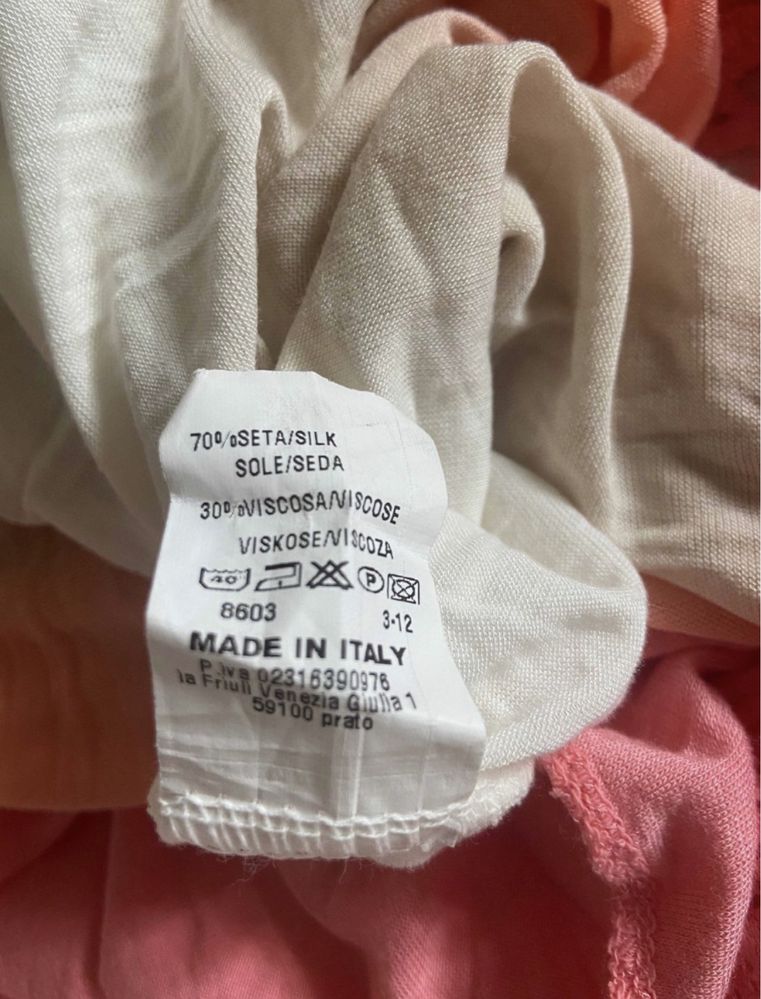 70%SETA/SILK
SOLE/SEDA
30%VISCOSA/VISCOSE
VISKOSE/VISCOZA
40 P
8603 3-12
MADE IN ITALY
P.iva 02316390976
ia Friuli Venezia Giulia 1
59100 prato